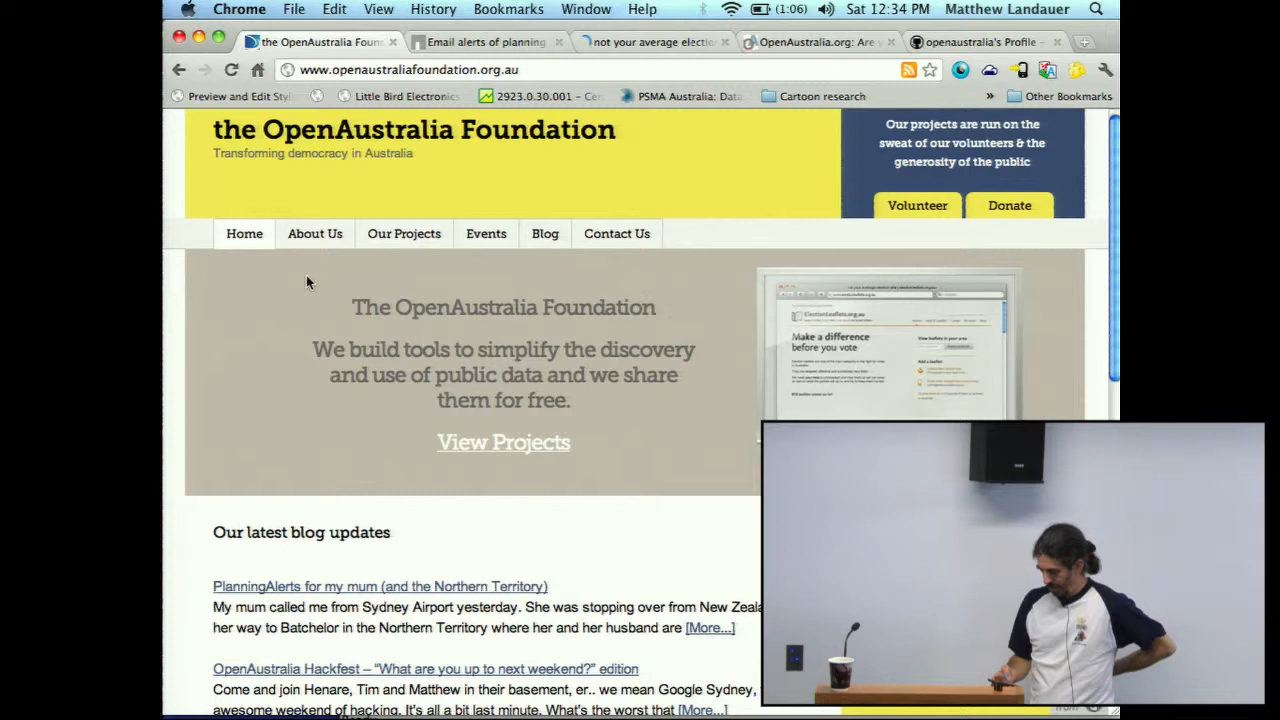 Chrome File Edit View History Bookmarks Window Help (1:06) Sat 12:34 PM Matthew Landauer
the OpenAustralia Foun
Email alerts of planning
not your average electio
OpenAustralia.org: Are y
openaustralia's Profile –
www.openaustraliafoundation.org.au
Preview and Edit Sty
Little Bird Electronics
2923.0.30.001 – Cen
PSMA Australia: Data
Cartoon research
»
Other Bookmarks
the OpenAustralia Foundation
Transforming democracy in Australia
Our projects are run on the
sweat of our volunteers & the
generosity of the public
Volunteer
Donate
Home
About Us
Our Projects
Events
Blog
Contact Us
The OpenAustralia Foundation
We build tools to simplify the discovery
and use of public data and we share
them for free.
View Projects
ElectionLeaflets.org.au
Make a difference
before you vote
Our latest blog updates
PlanningAlerts for my mum (and the Northern Territory)
My mum called me from Sydney Airport yesterday. She was stopping over from New Zeala
her way to Batchelor in the Northern Territory where her and her husband are [More...]
OpenAustralia Hackfest – “What are you up to next weekend?” edition
Come and join Henare, Tim and Matthew in their basement, er.. we mean Google Sydney,
awesome weekend of hacking. It's all a bit last minute. What's the worst that [More...]
from